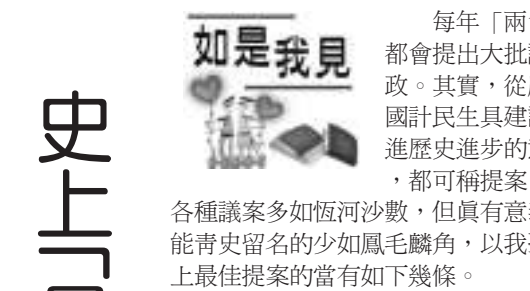 史上「
如是我見
每年「兩
都會提出大批
政。其實，從
國計民生具建
進歷史進步的
，都可稱提案
各種議案多如恆河沙數，但真有意
能青史留名的少如鳳毛麟角，以我
上最佳提案的當有如下幾條。